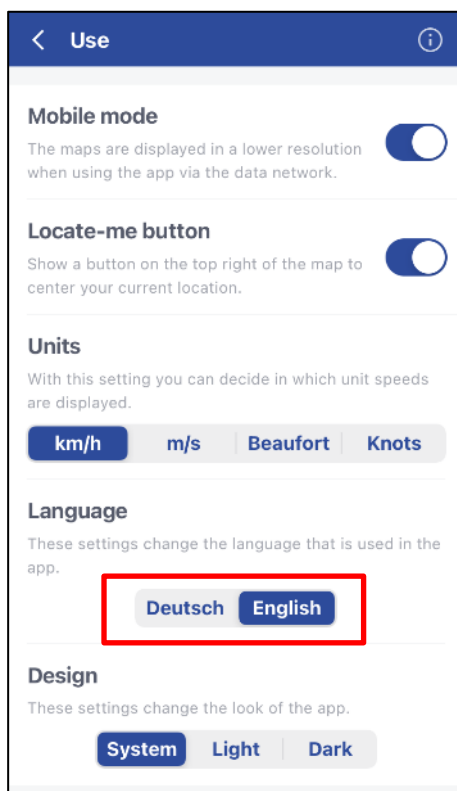 Use
Mobile mode
The maps are displayed in a lower resolution
when using the app via the data network.
Locate-me button
Show a button on the top right of the map to
center your current location.
Units
With this setting you can decide in which unit speeds
are displayed.
km/h m/s Beaufort Knots
Language
These settings change the language that is used in the
app.
Deutsch English
Design
These settings change the look of the app.
System Light Dark